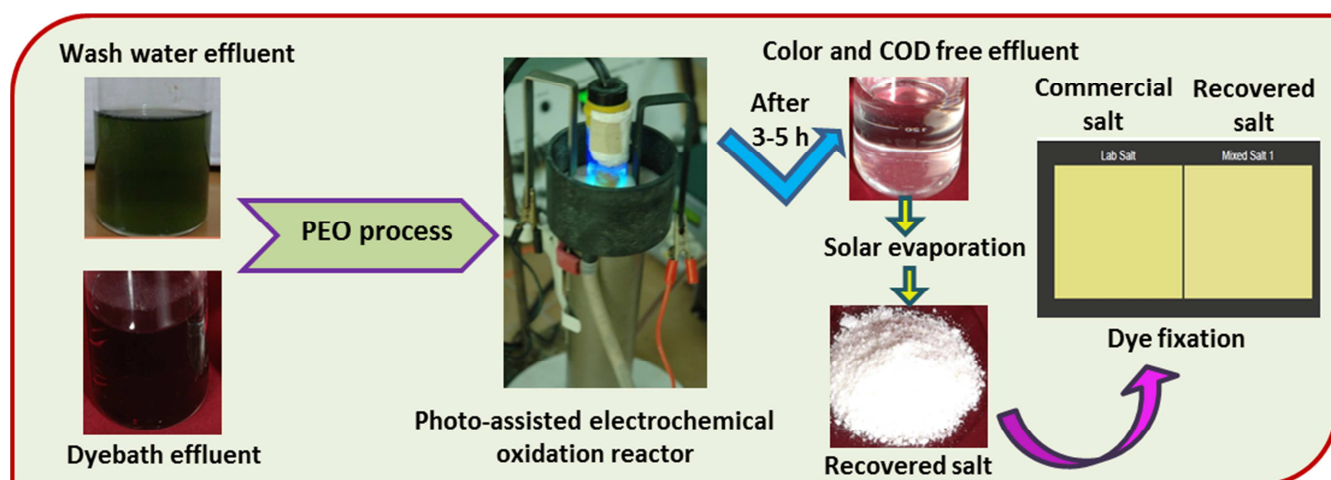 Wash water effluent
Dyebath effluent
PEO process
Photo-assisted electrochemical
oxidation reactor
After
3-5 h
Color and COD free effluent
Solar evaporation
Recovered salt
Commercial
salt
Recovered
salt
Lab Salt
Mixed Salt 1
Dye fixation